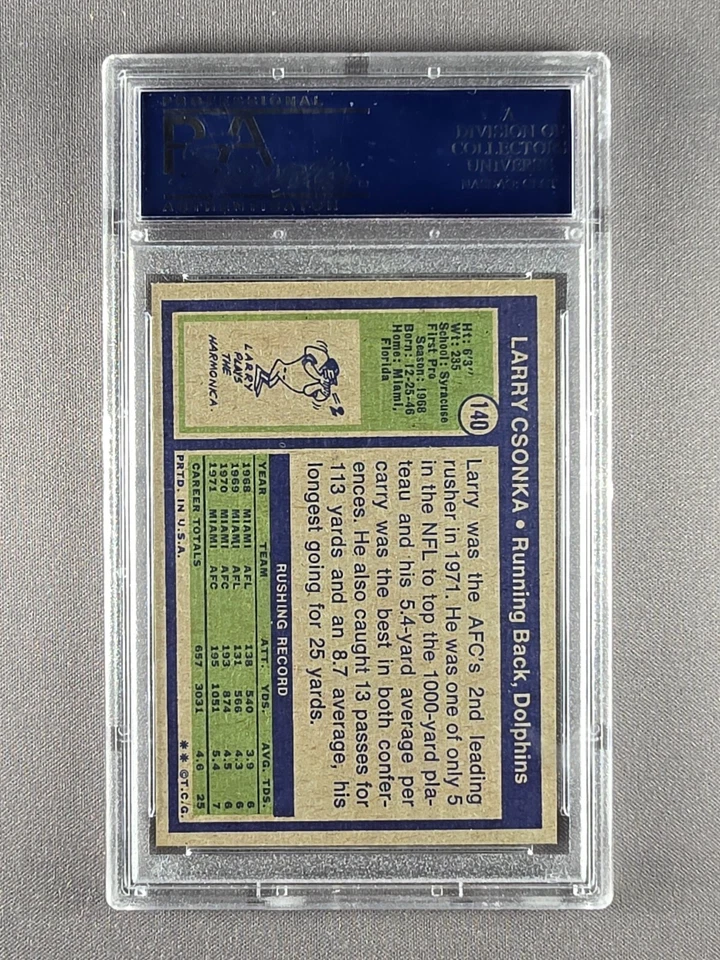 PROFESSIONAL
PSA
A
DIVISION OF
COLLECTORS
UNIVERSE
NASDAQ: CLCT
LARRY CSONKA • Running Back, Dolphins
140
Ht: 6'3"
Wt: 235
School: Syracuse
First Pro
Season: 1968
Born: 12-25-46
Home: Miami,
Florida
LARRY
PLAYS
THE
HARMONICA.
Larry was the AFC's 2nd leading
rusher in 1971. He was one of only 5
in the NFL to top the 1000-yard pla-
teau and his 5.4-yard average per
carry was the best in both confer-
ences. He also caught 13 passes for
113 yards and an 8.7 average, his
longest going for 25 yards.
RUSHING RECORD
YEAR TEAM ATT. YDS. AVG. TDS.
1968 MIAMI AFL 138 540 3.9 6
1969 MIAMI AFL 131 566 4.3 6
1970 MIAMI AFC 193 874 4.5 6
1971 MIAMI AFC 195 1051 5.4 7
CAREER TOTALS 657 3031 4.6 25
PRTD. IN U.S.A. ** ©T.C.G.